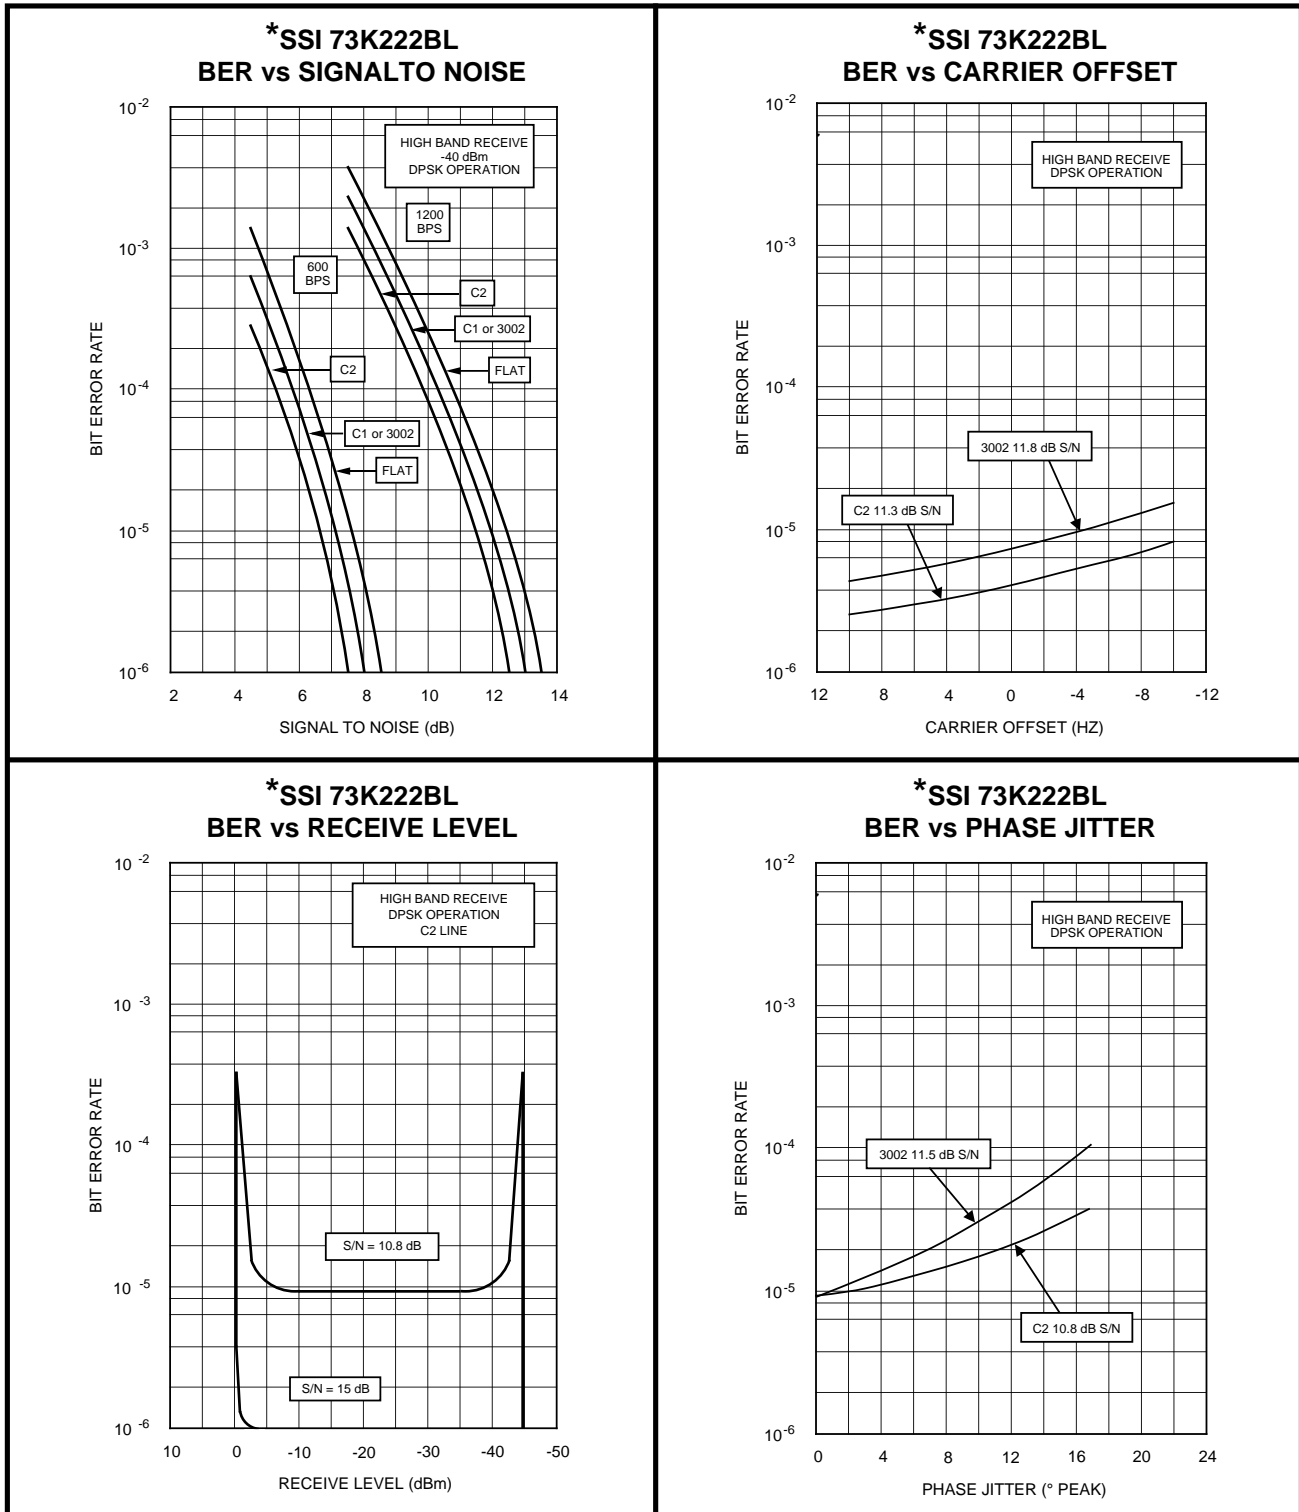 *SSI 73K222BL
BER vs SIGNALTO NOISE
10-2
10-3
10-4
10-5
10-6
BIT ERROR RATE
HIGH BAND RECEIVE
-40 dBm
DPSK OPERATION
1200
BPS
600
BPS
C2
C1 or 3002
FLAT
C2
C1 or 3002
FLAT
2 4 6 8 10 12 14
SIGNAL TO NOISE (dB)
*SSI 73K222BL
BER vs CARRIER OFFSET
10-2
10-3
10-4
10-5
10-6
BIT ERROR RATE
HIGH BAND RECEIVE
DPSK OPERATION
3002 11.8 dB S/N
C2 11.3 dB S/N
12 8 4 0 -4 -8 -12
CARRIER OFFSET (HZ)
*SSI 73K222BL
BER vs RECEIVE LEVEL
10 -2
10 -3
10 -4
10 -5
10 -6
BIT ERROR RATE
HIGH BAND RECEIVE
DPSK OPERATION
C2 LINE
S/N = 10.8 dB
S/N = 15 dB
10 0 -10 -20 -30 -40 -50
RECEIVE LEVEL (dBm)
*SSI 73K222BL
BER vs PHASE JITTER
10-2
10-3
10-4
10-5
10-6
BIT ERROR RATE
HIGH BAND RECEIVE
DPSK OPERATION
3002 11.5 dB S/N
C2 10.8 dB S/N
0 4 8 12 16 20 24
PHASE JITTER (° PEAK)